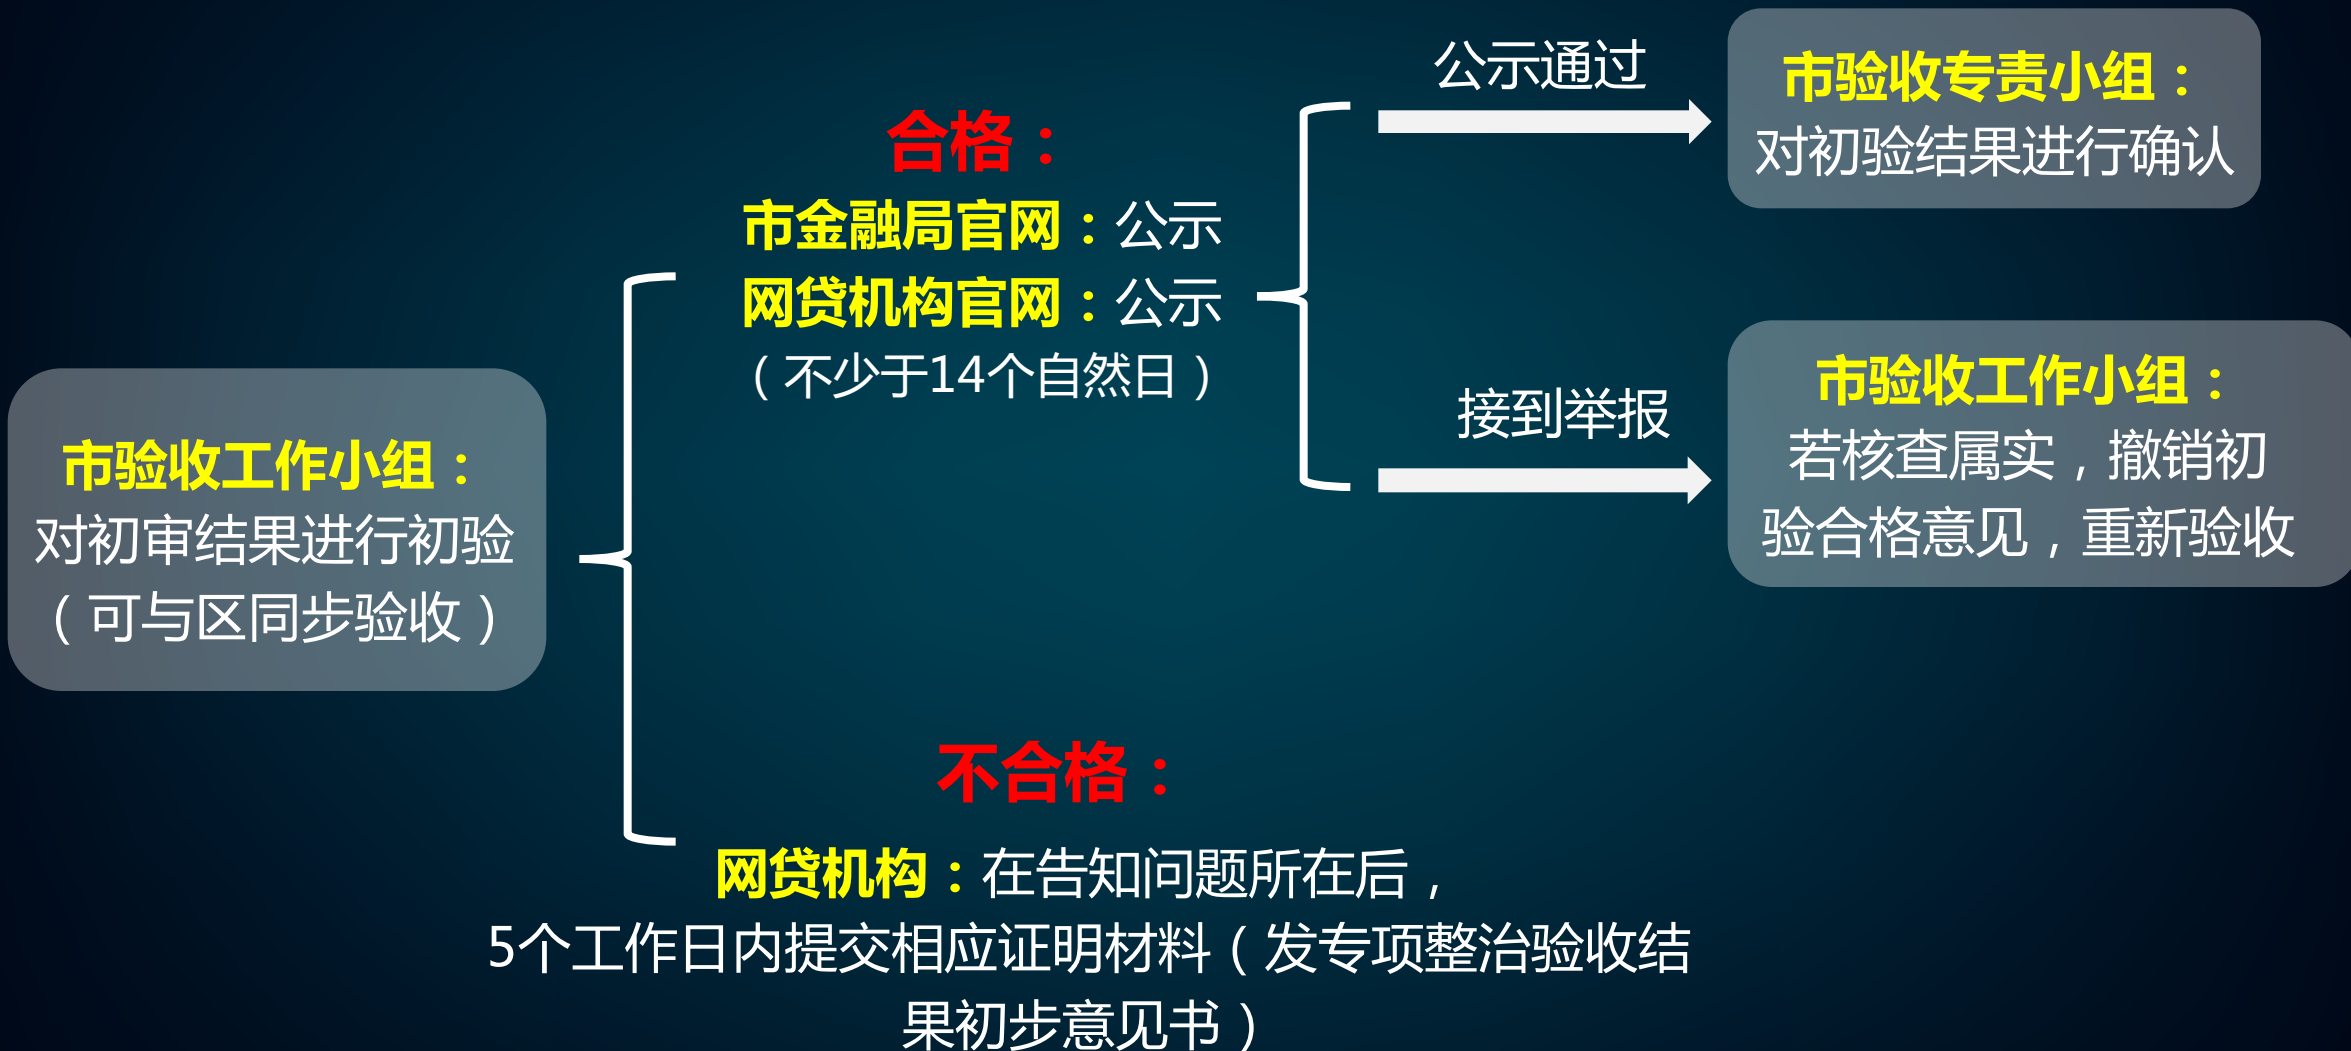 市验收工作小组：
对初审结果进行初验
（可与区同步验收）
合格：
市金融局官网：公示
网贷机构官网：公示
（不少于14个自然日）
公示通过
市验收专责小组：
对初验结果进行确认
接到举报
市验收工作小组：
若核查属实，撤销初
验合格意见，重新验收
不合格：
网贷机构：在告知问题所在后，
5个工作日内提交相应证明材料（发专项整治验收结
果初步意见书）